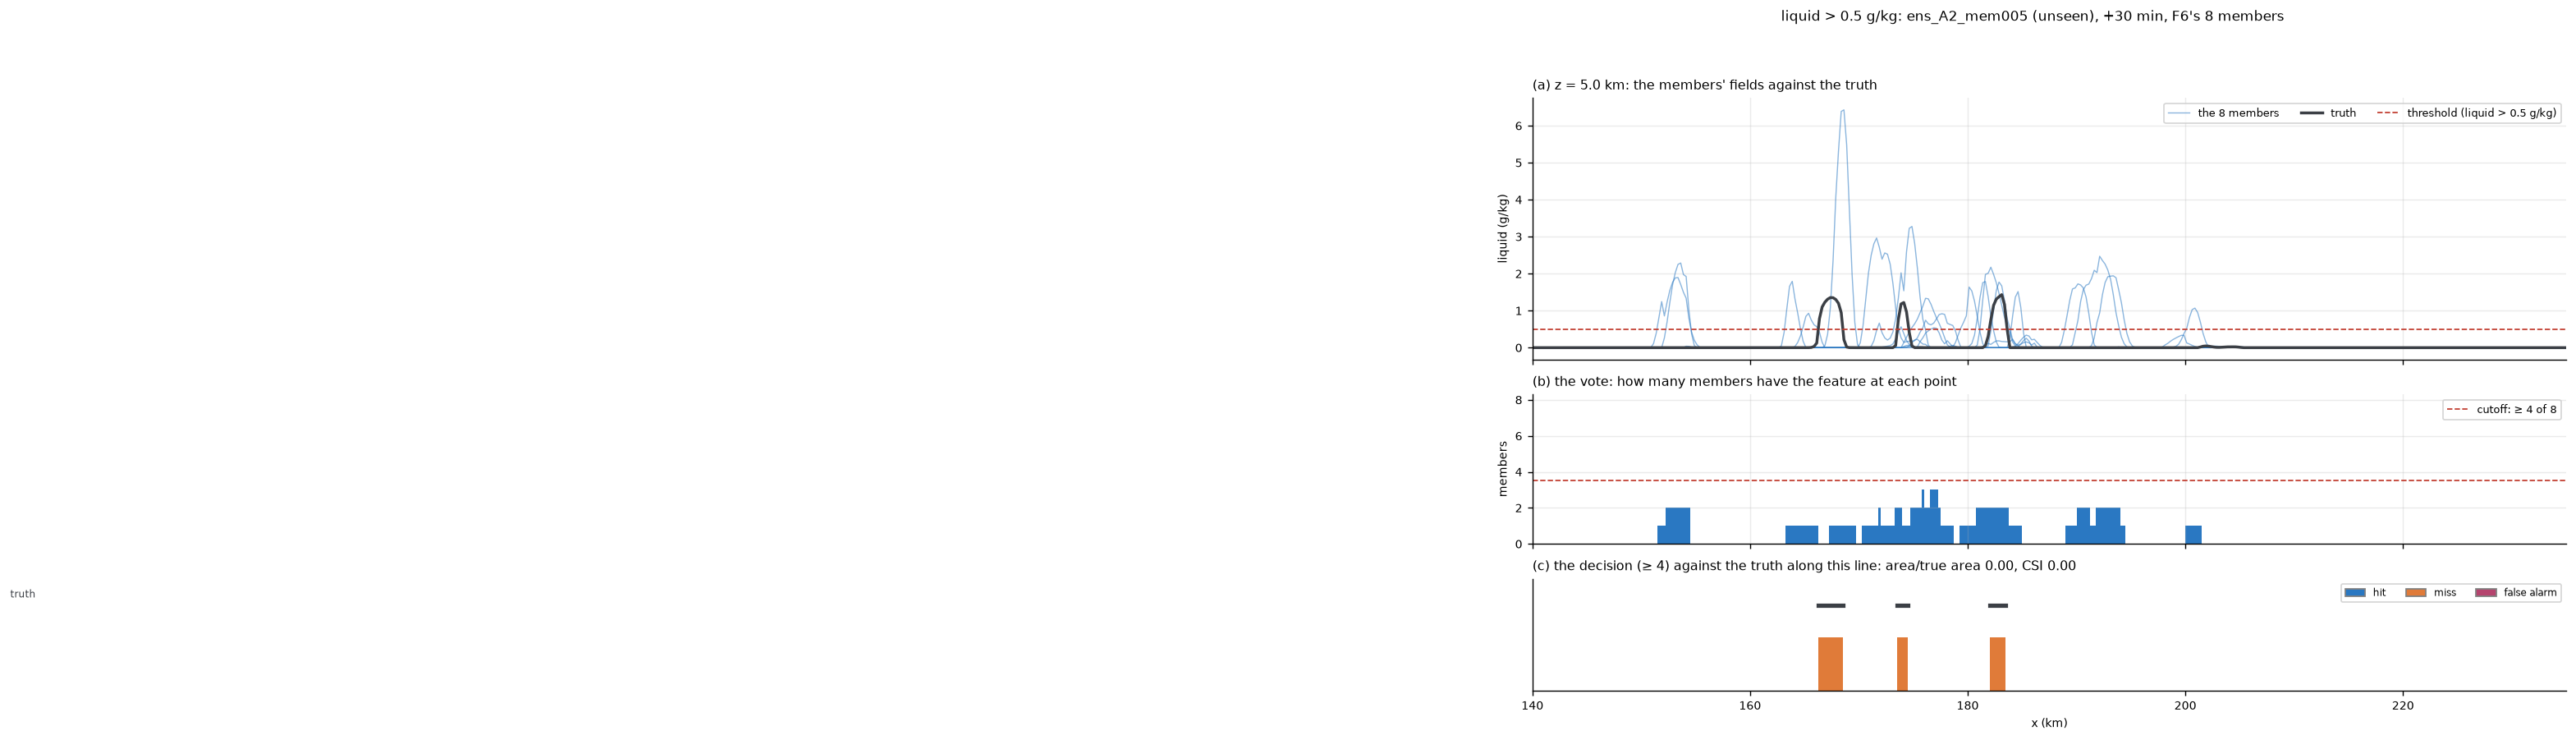 liquid > 0.5 g/kg: ens_A2_mem005 (unseen), +30 min, F6's 8 members
(a) z = 5.0 km: the members' fields against the truth
the 8 members
truth
threshold (liquid > 0.5 g/kg)
liquid (g/kg)
6
5
4
3
2
1
0
(b) the vote: how many members have the feature at each point
cutoff: ≥ 4 of 8
members
8
6
4
2
0
(c) the decision (≥ 4) against the truth along this line: area/true area 0.00, CSI 0.00
hit
miss
false alarm
truth
140
160
180
200
220
x (km)